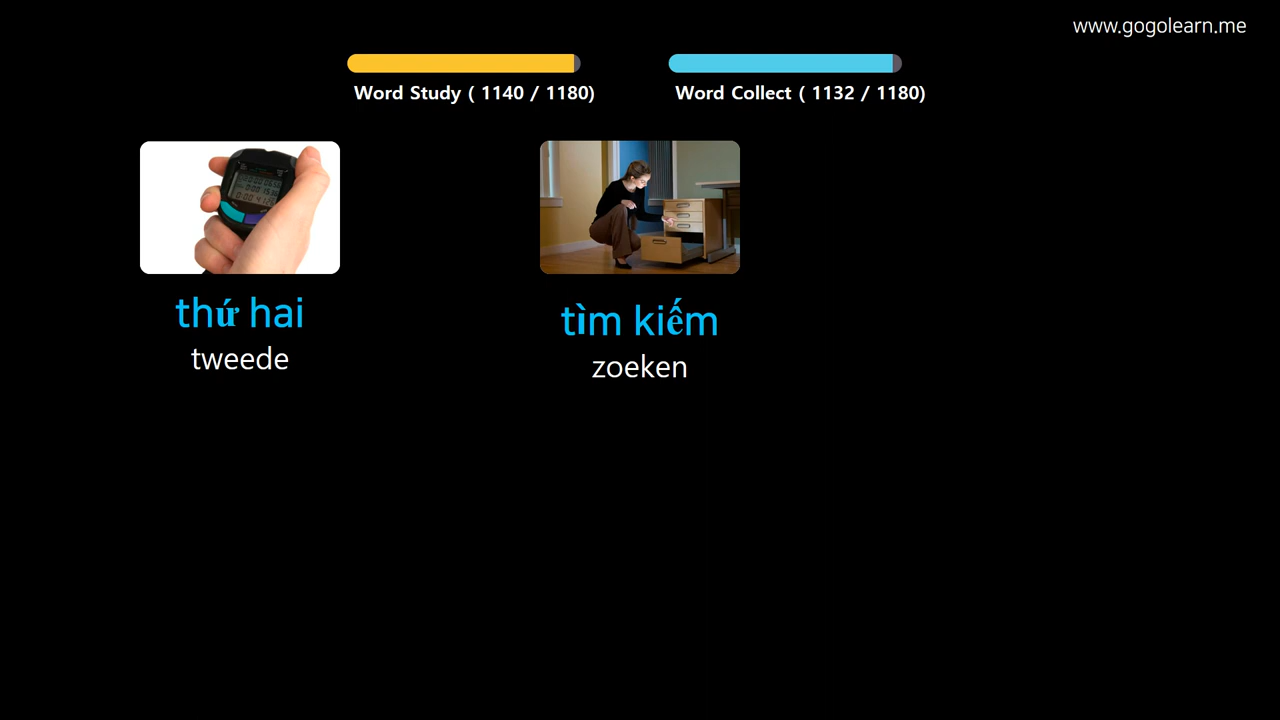 www.gogolearn.me
Word Study ( 1140 / 1180)
Word Collect ( 1132 / 1180)
thứ hai
tweede
tìm kiếm
zoeken